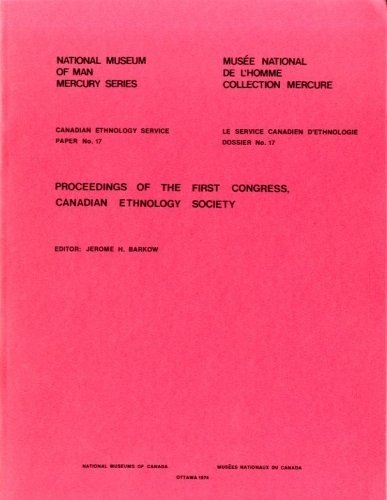 NATIONAL MUSEUM
OF MAN
MERCURY SERIES
MUSÉE NATIONAL
DE L'HOMME
COLLECTION MERCURE
CANADIAN ETHNOLOGY SERVICE
PAPER No. 17
LE SERVICE CANADIEN D'ETHNOLOGIE
DOSSIER No. 17
PROCEEDINGS OF THE FIRST CONGRESS,
CANADIAN ETHNOLOGY SOCIETY
EDITOR: JEROME H. BARKOW
NATIONAL MUSEUMS OF CANADA
MUSÉES NATIONAUX DU CANADA
OTTAWA 1974